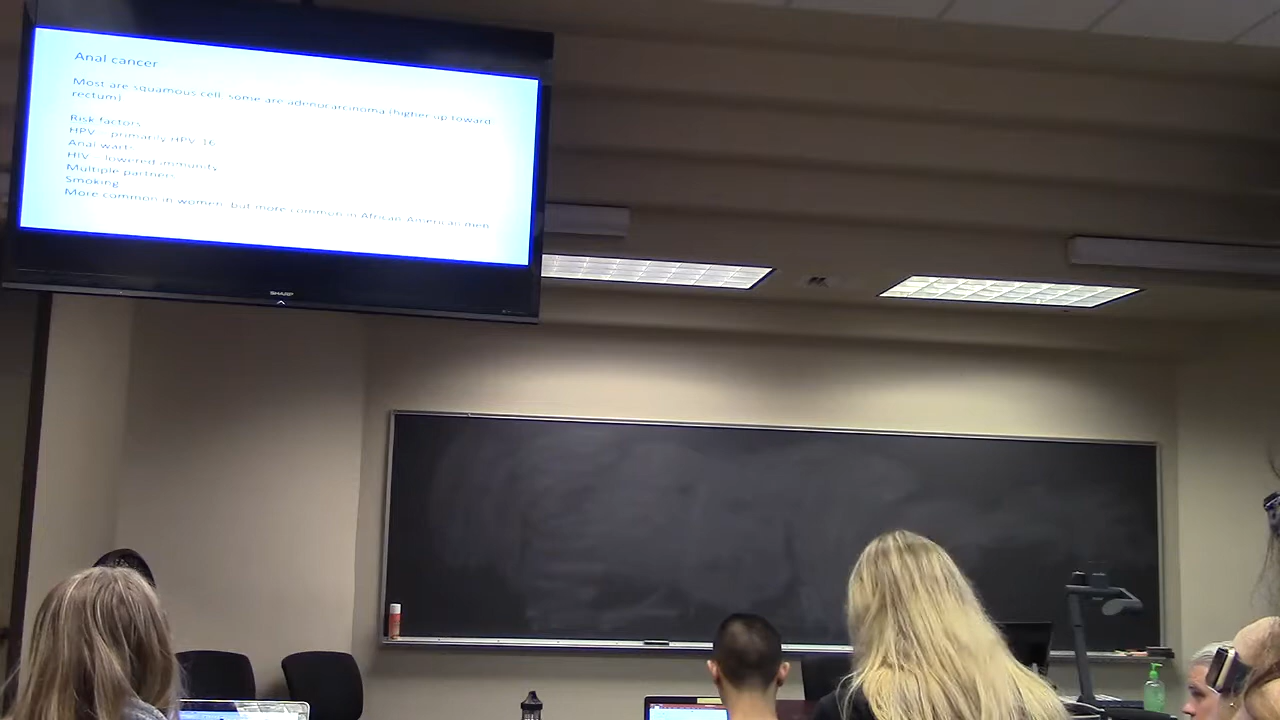 Anal cancer
Most are squamous cell, some are adenocarcinoma (higher up toward
rectum)
Risk factors
HPV – primarily HPV 16
Anal warts
HIV – lowered immunity
Multiple partners
Smoking
More common in women, but more common in African-American men
SHARP